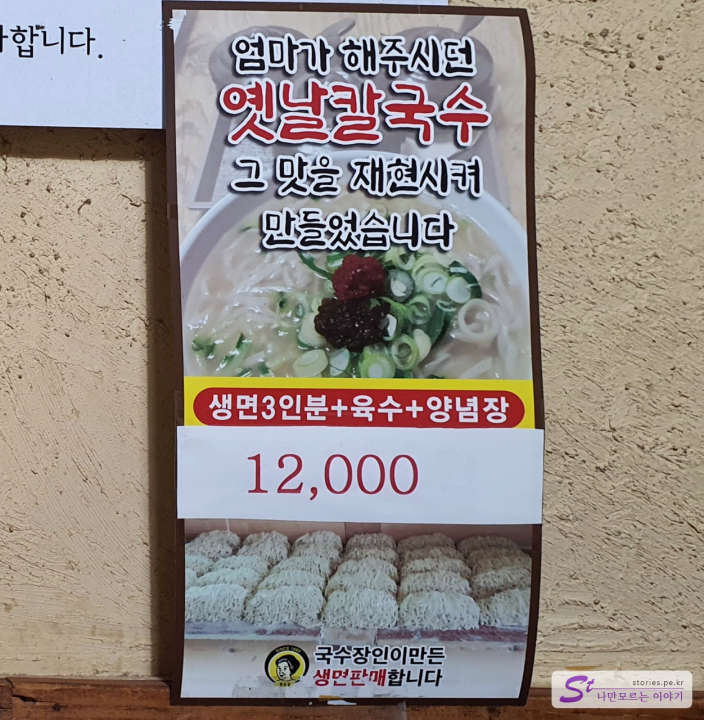 합니다.
엄마가 해주시던
옛날칼국수
그 맛을 재현시켜
만들었습니다
생면3인분+육수+양념장
12,000
국수장인이만든
생면판매합니다
St
stories.pe.kr
나만모르는 이야기